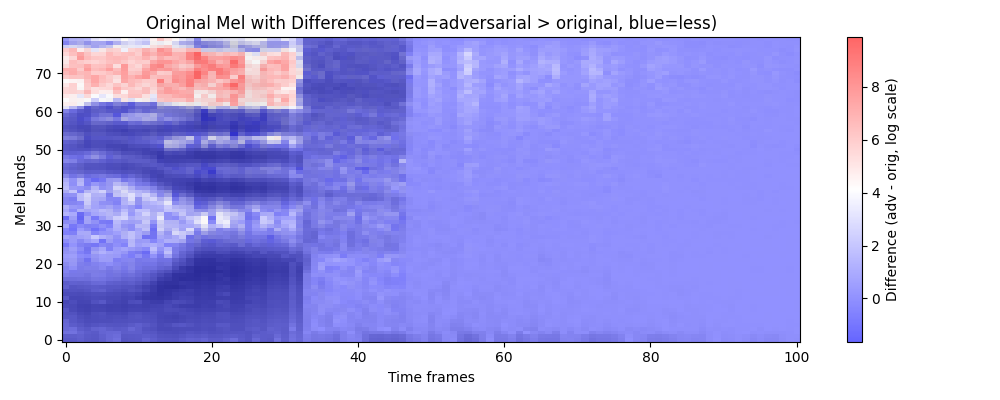 Original Mel with Differences (red=adversarial > original, blue=less)
Mel bands
70
60
50
40
30
20
10
0
0 20 40 60 80 100
Time frames
8
6
4
2
0
Difference (adv - orig, log scale)